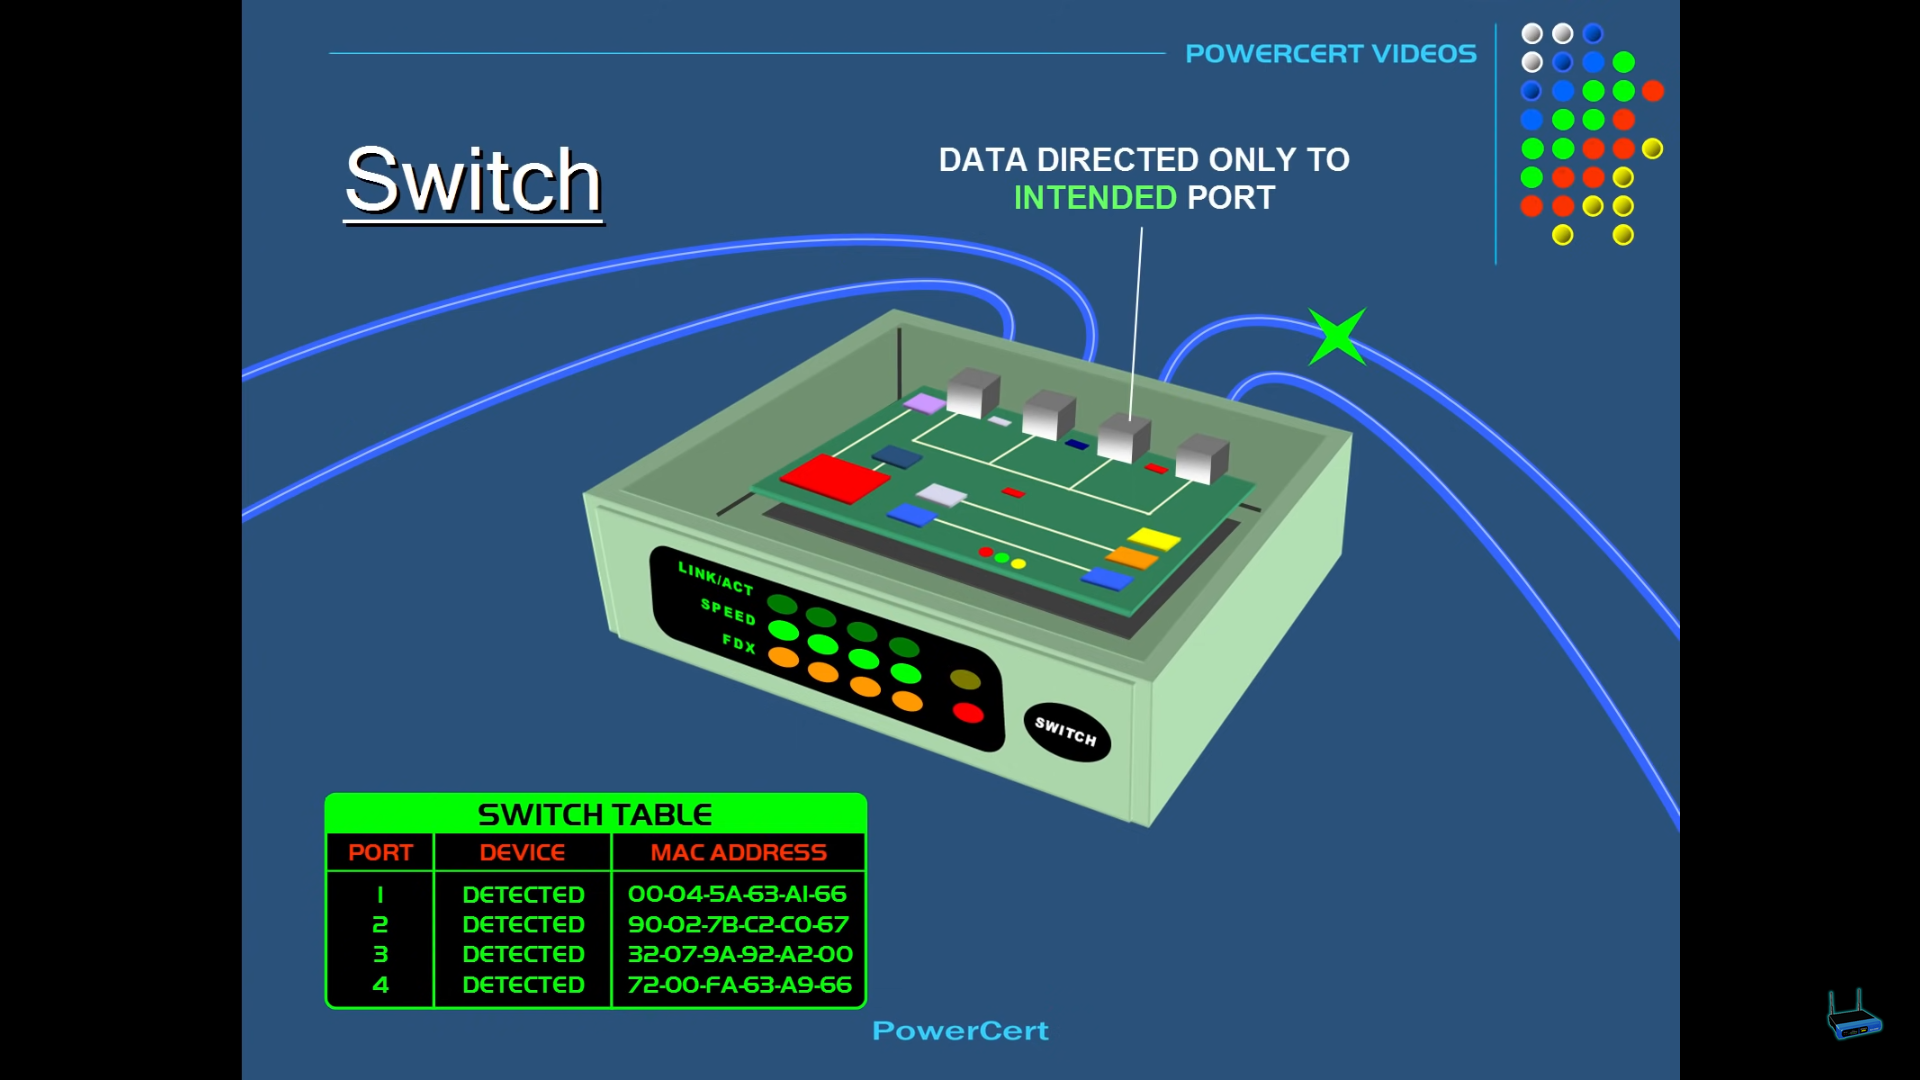 POWERCERT VIDEOS
Switch
DATA DIRECTED ONLY TO
INTENDED PORT
LINK/ACT
SPEED
FDX
SWITCH
SWITCH TABLE
PORT DEVICE MAC ADDRESS
1 DETECTED 00-04-5A-63-A1-66
2 DETECTED 90-02-7B-C2-C0-67
3 DETECTED 32-07-9A-92-A2-00
4 DETECTED 72-00-FA-63-A9-66
PowerCert